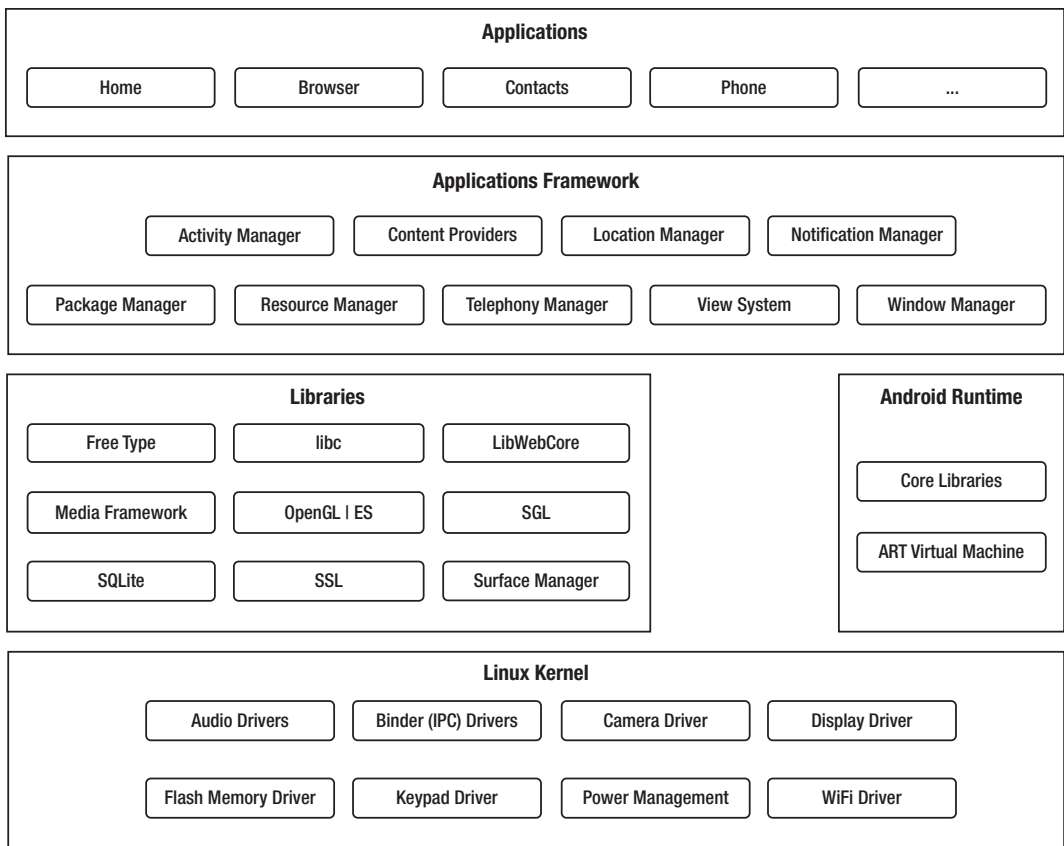 Applications
Home
Browser
Contacts
Phone
...
Applications Framework
Activity Manager
Content Providers
Location Manager
Notification Manager
Package Manager
Resource Manager
Telephony Manager
View System
Window Manager
Libraries
Free Type
libc
LibWebCore
Media Framework
OpenGL | ES
SGL
SQLite
SSL
Surface Manager
Android Runtime
Core Libraries
ART Virtual Machine
Linux Kernel
Audio Drivers
Binder (IPC) Drivers
Camera Driver
Display Driver
Flash Memory Driver
Keypad Driver
Power Management
WiFi Driver